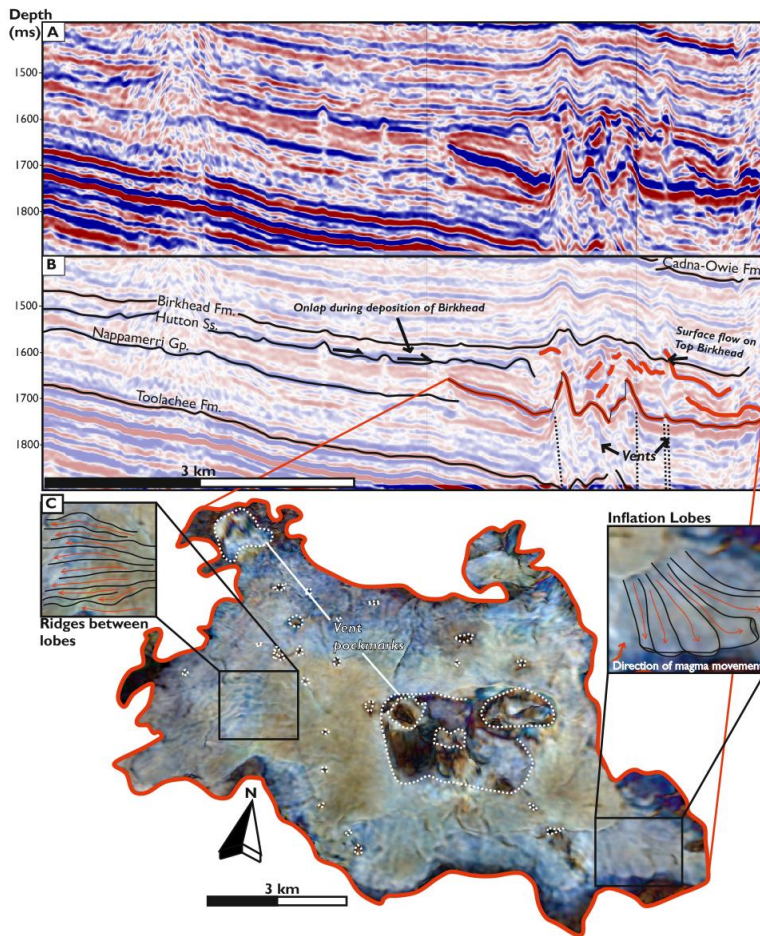 Depth
(ms)
A
1500
1600
1700
1800
B
Cadna-Owie Fm.
1500
Birkhead Fm.
Onlap during deposition of Birkhead
Hutton Ss.
Surface flow on
Top Birkhead
1600
Nappamerri Gp.
1700
Toolachee Fm.
1800
Vents
3 km
C
Inflation Lobes
Ridges between
lobes
Vent
pockmarks
Direction of magma movement
N
3 km